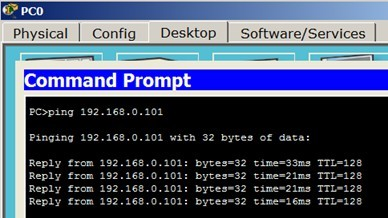 PC0
Physical Config Desktop Software/Services
Command Prompt
PC>ping 192.168.0.101
Pinging 192.168.0.101 with 32 bytes of data:
Reply from 192.168.0.101: bytes=32 time=33ms TTL=128
Reply from 192.168.0.101: bytes=32 time=21ms TTL=128
Reply from 192.168.0.101: bytes=32 time=21ms TTL=128
Reply from 192.168.0.101: bytes=32 time=16ms TTL=128